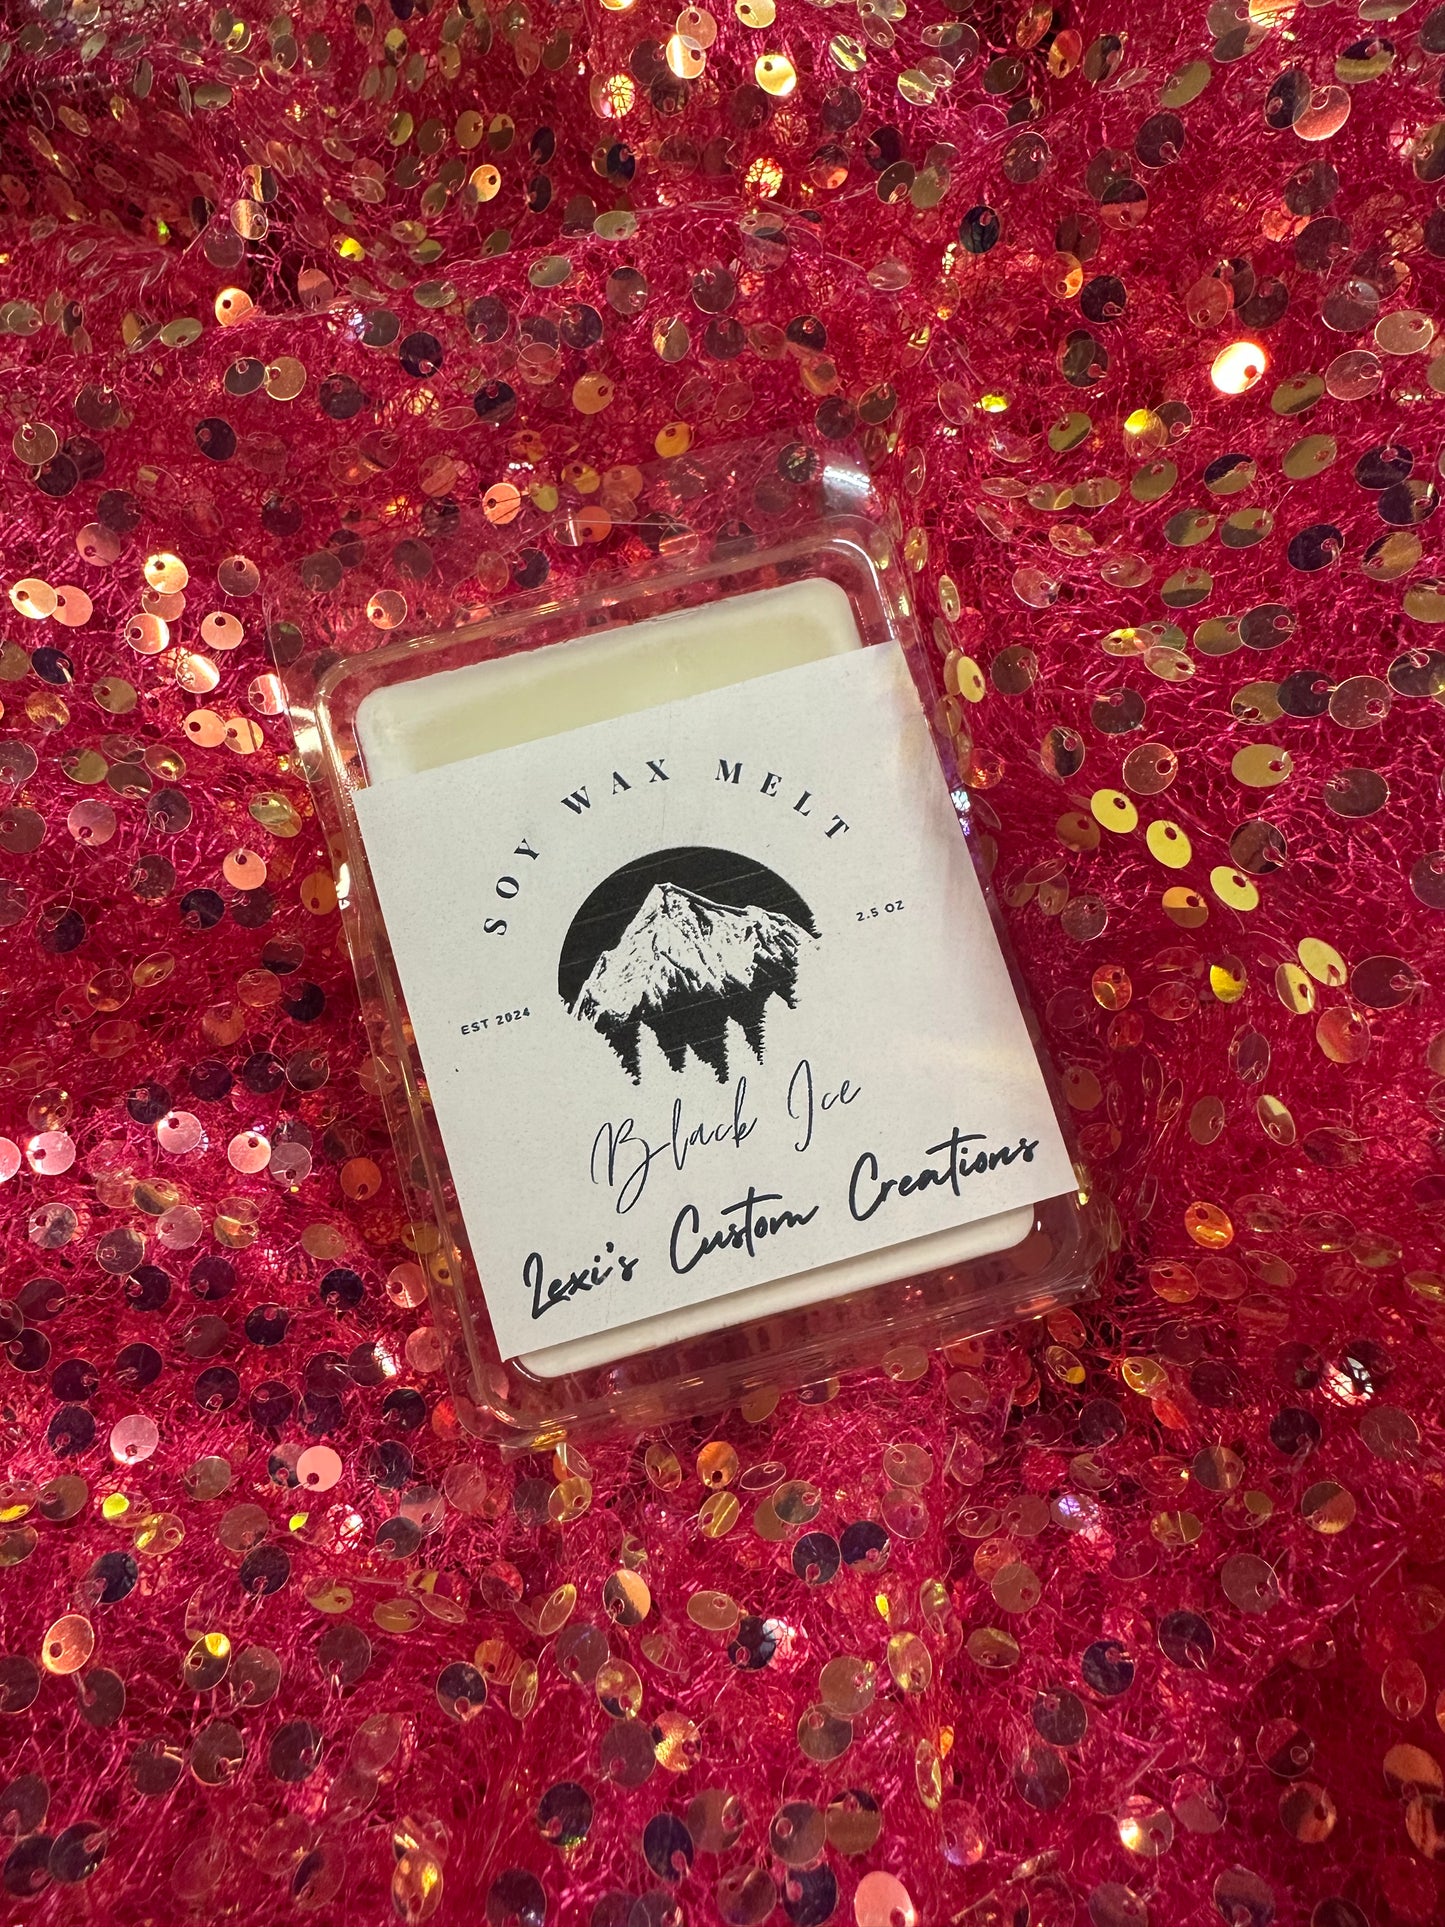 SOY WAX MELT
2.5 OZ
EST 2024
Black Ice
Lexi's Custom Creations